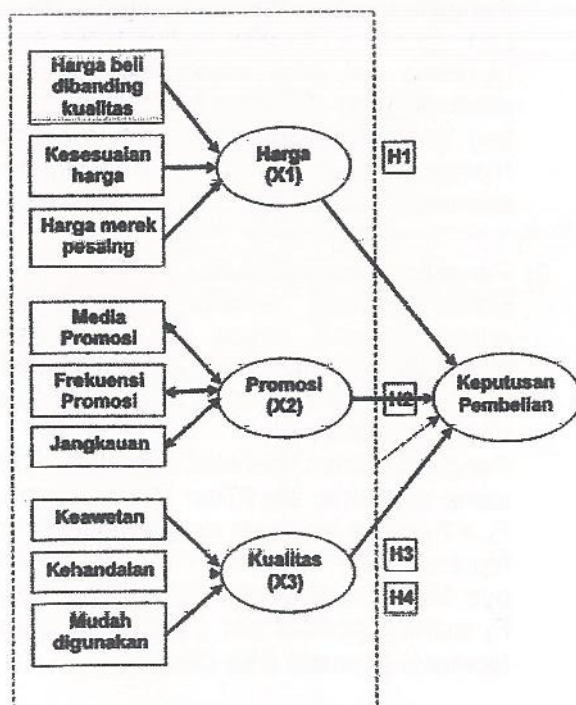 Harga beli
dibanding
kualitas
Kesesuaian
harga
Harga merek
pesaing
Harga
(X1)
H1
Media
Promosi
Frekuensi
Promosi
Jangkauan
Promosi
(X2)
H2
Keputusan
Pembelian
Keawetan
Kehandalan
Mudah
digunakan
Kualitas
(X3)
H3
H4